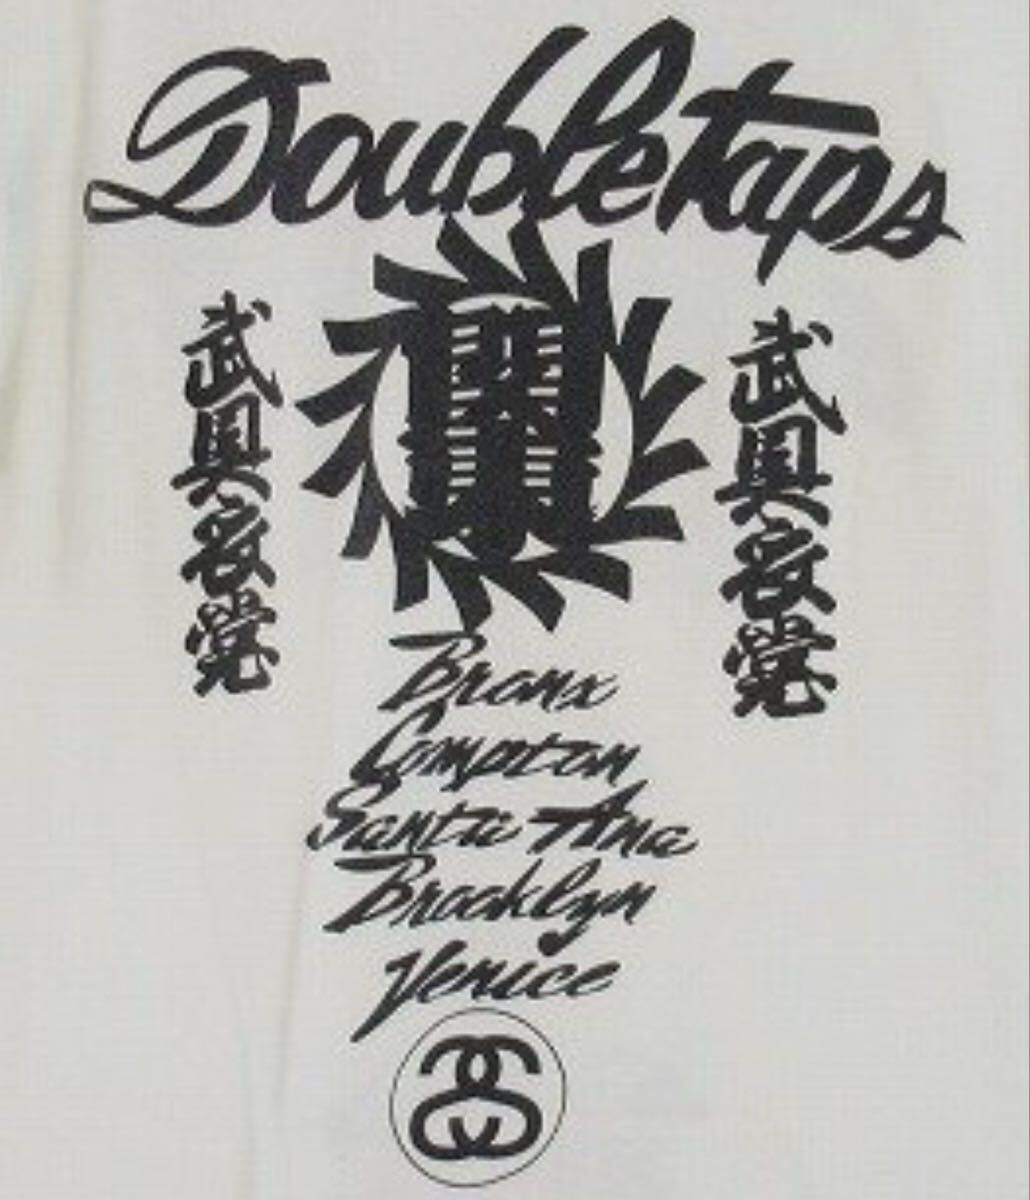 Doubletaps
武具
武具
Bronx
Compton
Santa Ana
Brooklyn
Venice